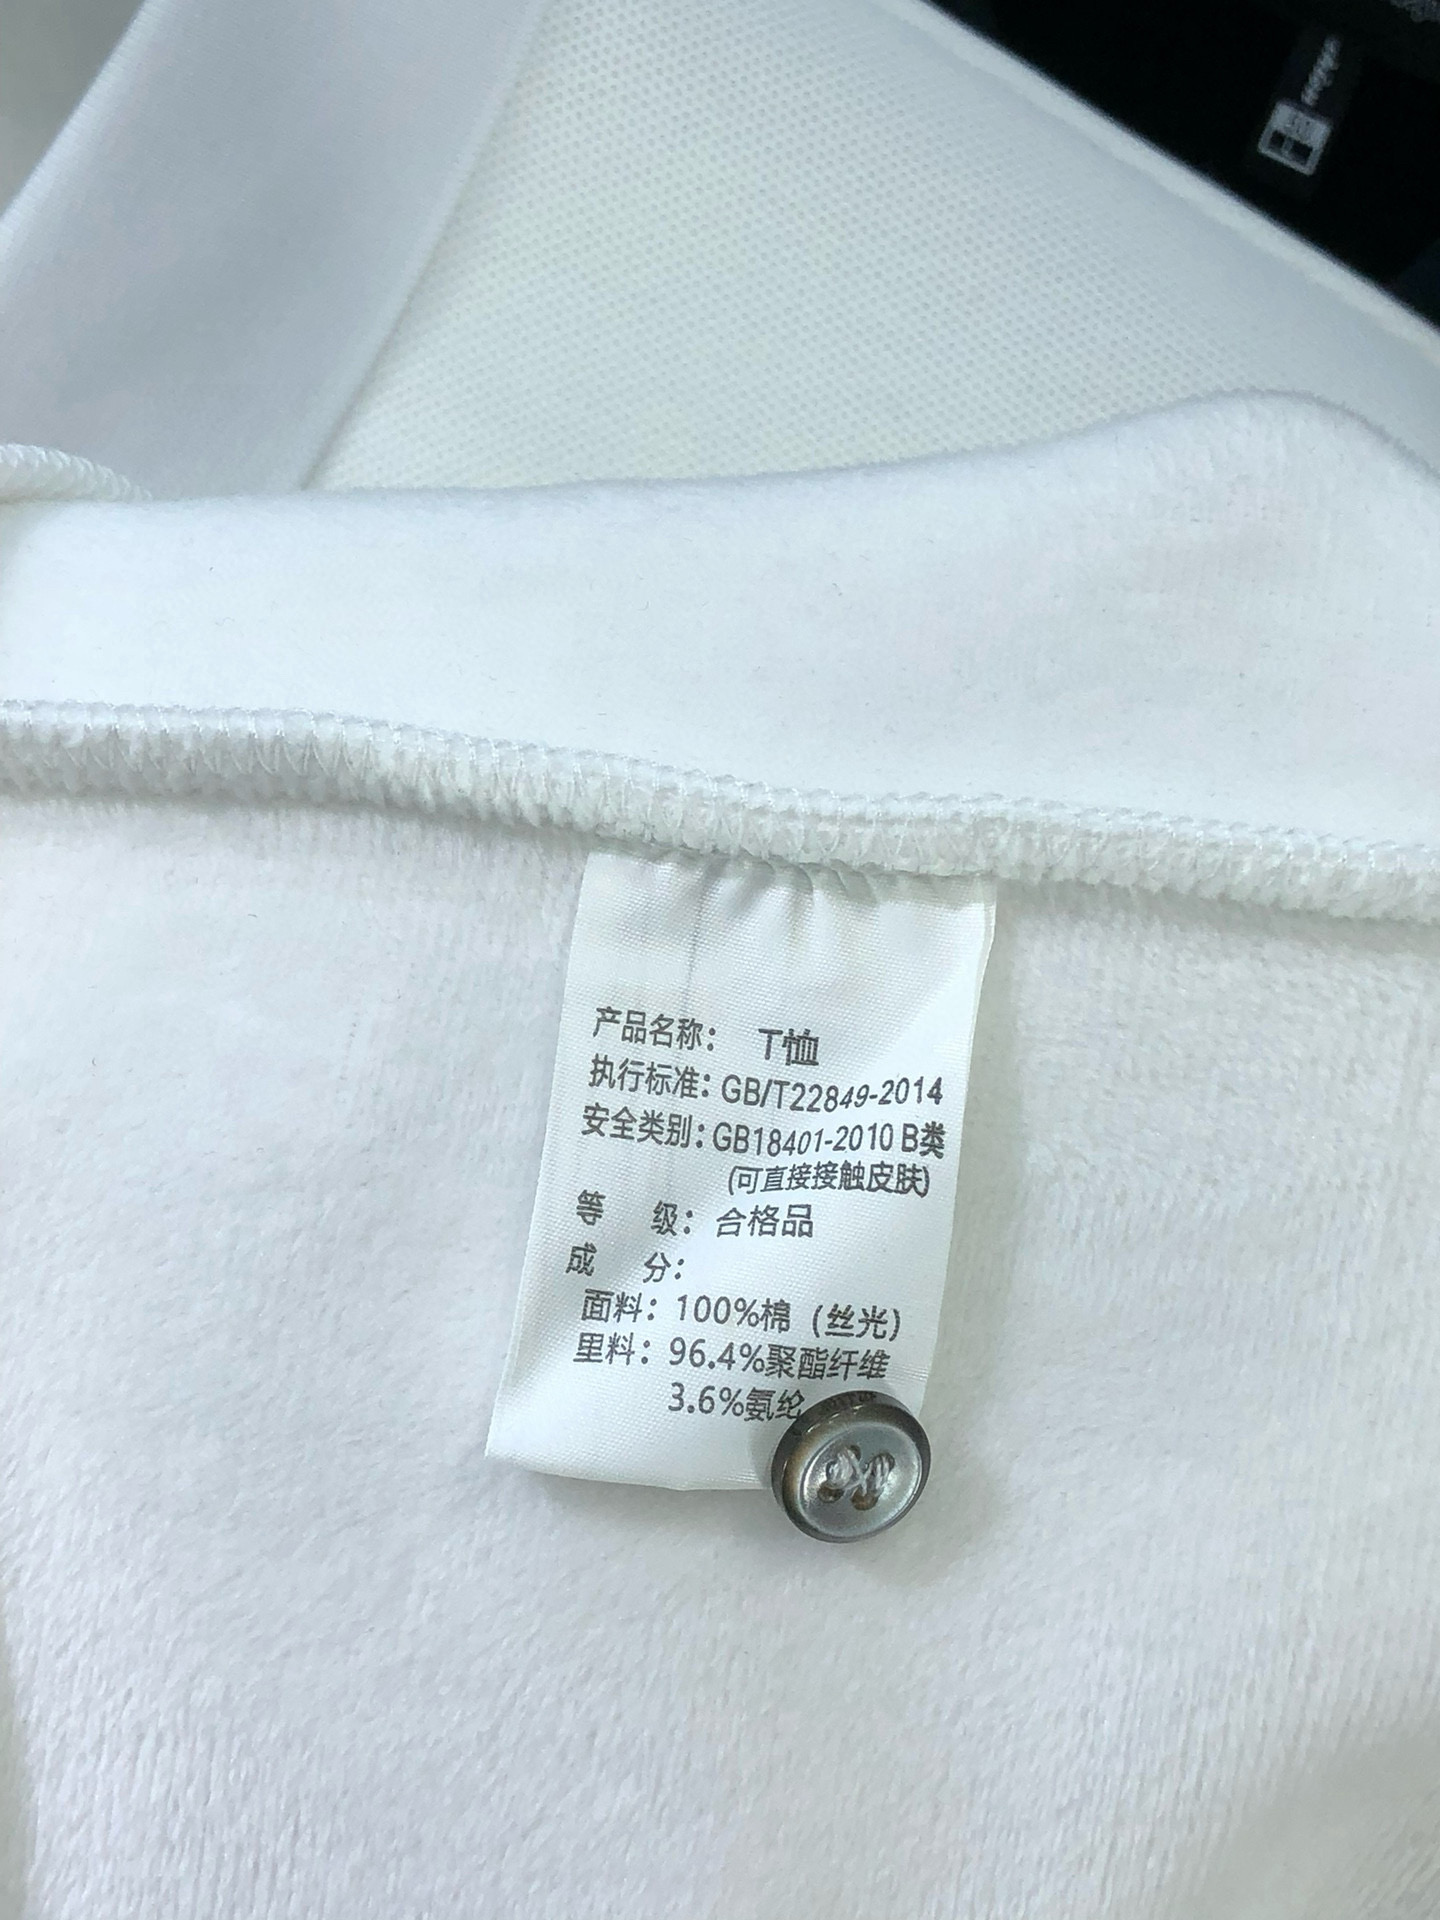 产品名称： T恤
执行标准：GB/T22849-2014
安全类别：GB18401-2010 B类
(可直接接触皮肤)
等 级：合格品
成 分：
面料：100%棉（丝光）
里料：96.4%聚酯纤维
3.6%氨纶